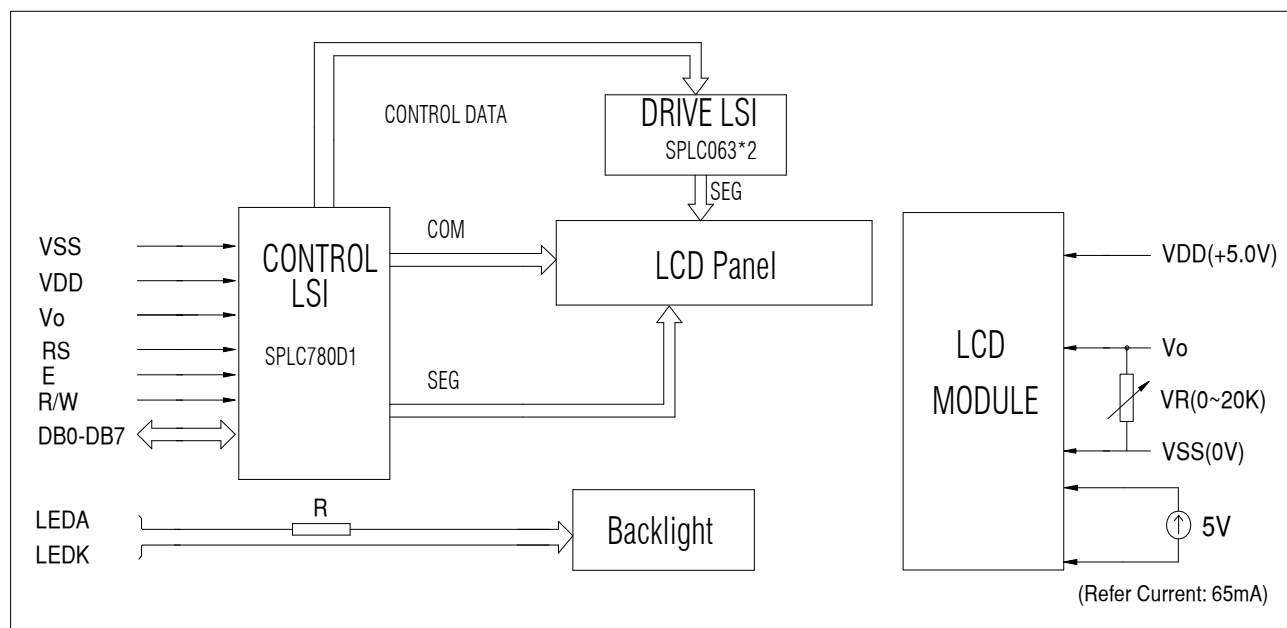 CONTROL DATA
DRIVE LSI
SPLC063*2
SEG
VSS
VDD
Vo
RS
E
R/W
DB0-DB7
CONTROL
LSI
SPLC780D1
COM
SEG
LCD Panel
LEDA
LEDK
R
Backlight
LCD
MODULE
VDD(+5.0V)
Vo
VR(0~20K)
VSS(0V)
5V
(Refer Current: 65mA)